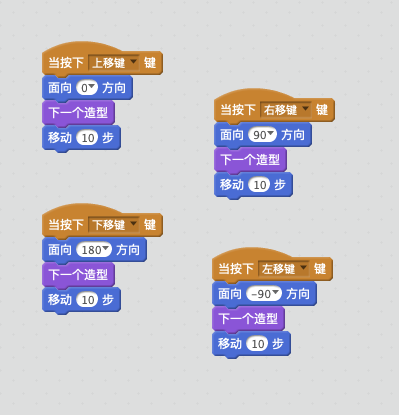 当按下 上移键 键
面向 0 方向
下一个造型
移动 10 步
当按下 右移键 键
面向 90 方向
下一个造型
移动 10 步
当按下 下移键 键
面向 180 方向
下一个造型
移动 10 步
当按下 左移键 键
面向 -90 方向
下一个造型
移动 10 步